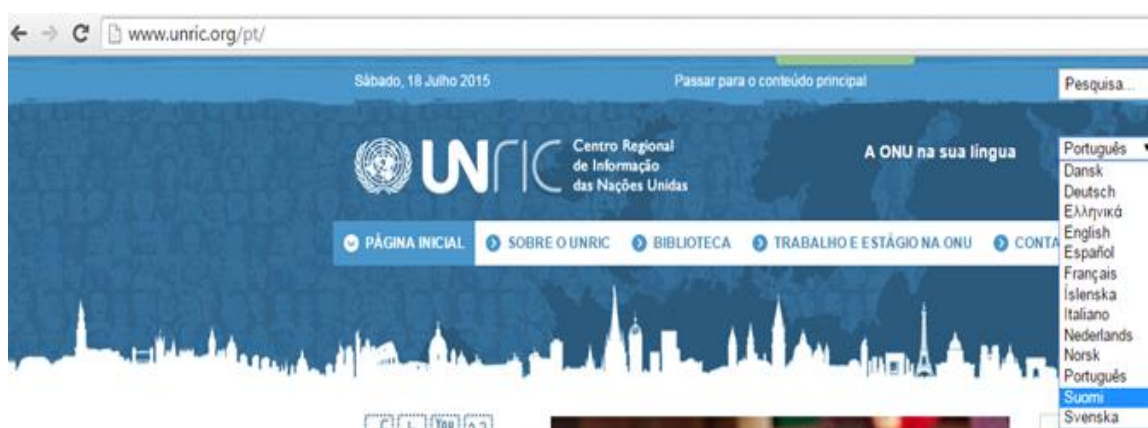 www.unric.org/pt/
Sábado, 18 Julho 2015
Passar para o conteúdo principal
Pesquisa...
UNric
Centro Regional
de Informação
das Nações Unidas
A ONU na sua língua
Português
Dansk
Deutsch
Ελληνικά
English
Español
Français
Íslenska
Italiano
Nederlands
Norsk
Português
Suomi
Svenska
PÁGINA INICIAL
SOBRE O UNRIC
BIBLIOTECA
TRABALHO E ESTÁGIO NA ONU
CONTA